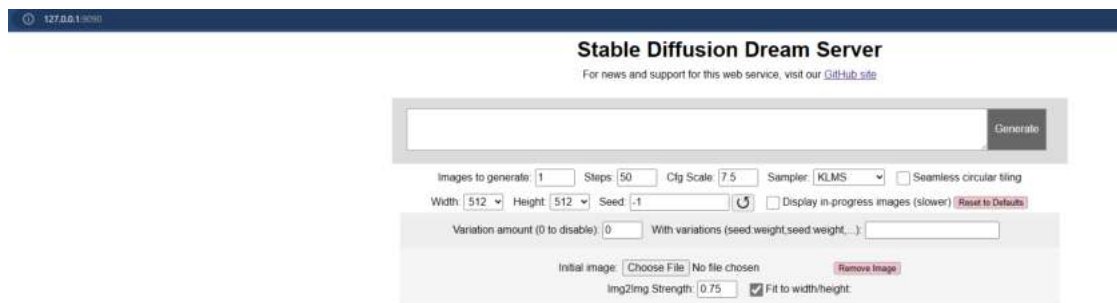 127.0.0.1:9090
Stable Diffusion Dream Server
For news and support for this web service, visit our GitHub site
Generate
Images to generate: 1 Steps: 50 Cfg Scale: 7.5 Sampler: KLMS Seamless circular tiling
Width: 512 Height: 512 Seed: -1 Display in-progress images (slower) Reset to Defaults
Variation amount (0 to disable): 0 With variations (seed:weight,seed:weight,...):
Initial image: Choose File No file chosen Remove Image
Img2Img Strength: 0.75 Fit to width/height: